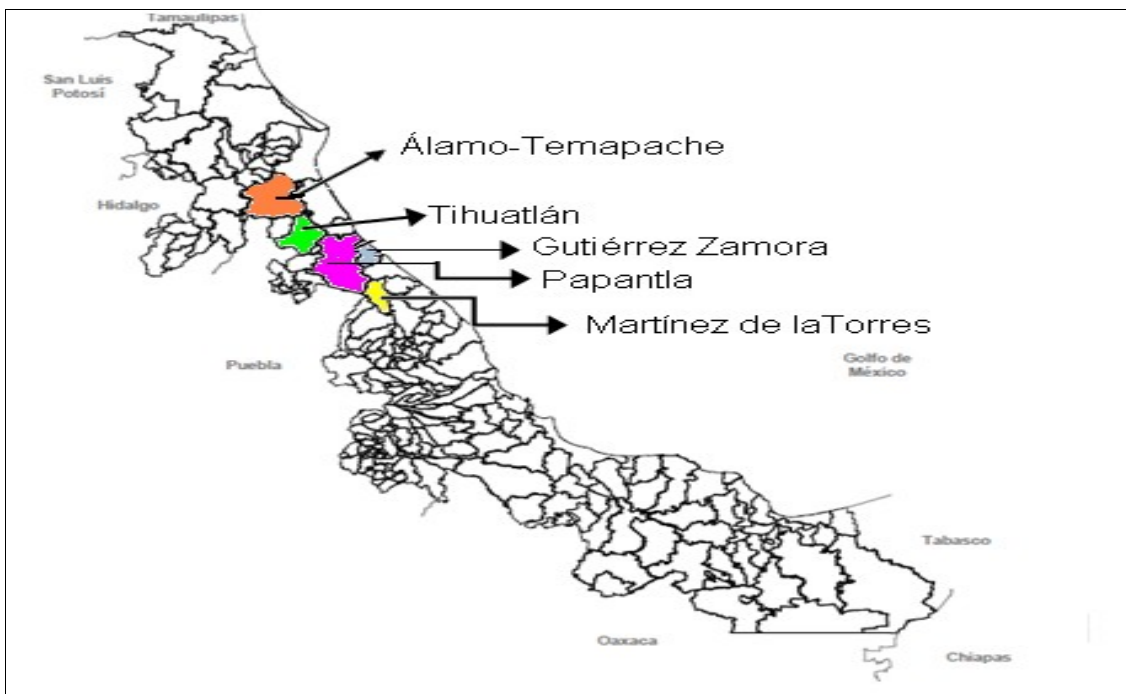 Tamaulipas
San Luis
Potosí
Álamo-Temapache
Hidalgo
Tihuatlán
Gutiérrez Zamora
Papantla
Martínez de laTorres
Puebla
Golfo de
México
Tabasco
Oaxaca
Chiapas